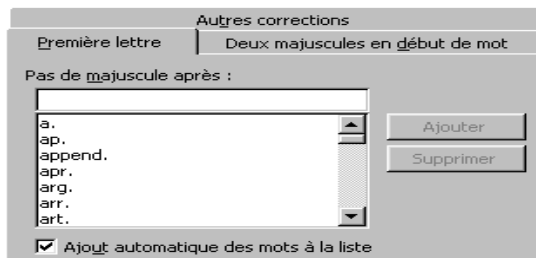 Autres corrections
Première lettre
Deux majuscules en début de mot
Pas de majuscule après :
a.
ap.
append.
apr.
arg.
arr.
art.
Ajouter
Supprimer
Ajout automatique des mots à la liste